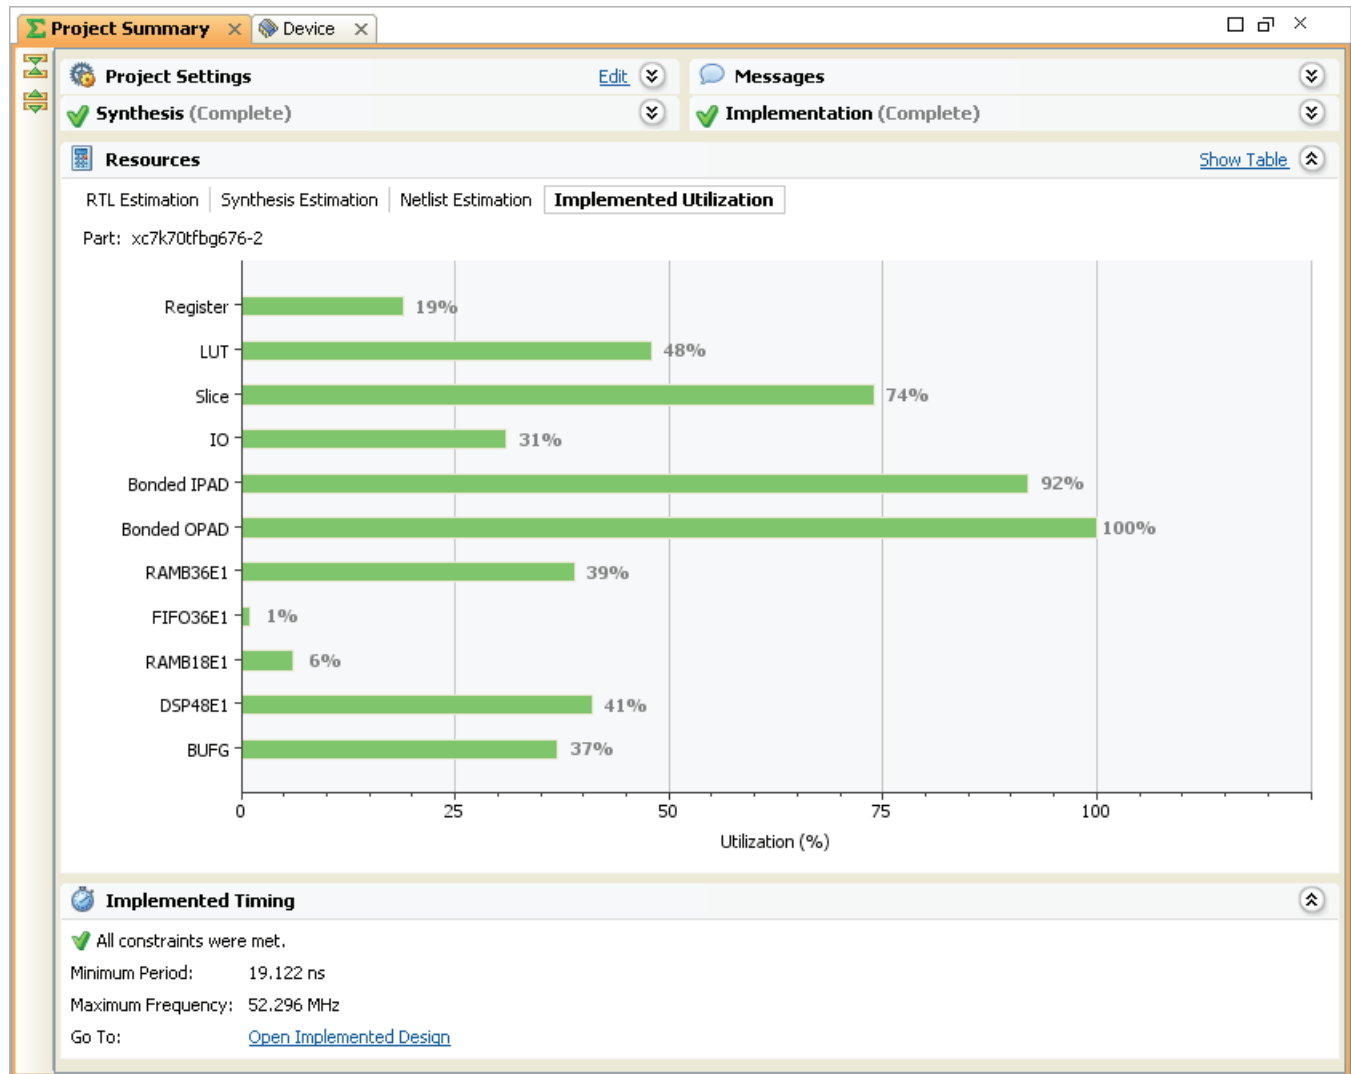 Project Summary Device
Project Settings Edit Messages
Synthesis (Complete) Implementation (Complete)
Resources Show Table
RTL Estimation Synthesis Estimation Netlist Estimation Implemented Utilization
Part: xc7k70tfbg676-2
Register 19%
LUT 48%
Slice 74%
IO 31%
Bonded IPAD 92%
Bonded OPAD 100%
RAMB36E1 39%
FIFO36E1 1%
RAMB18E1 6%
DSP48E1 41%
BUFG 37%
0 25 50 75 100
Utilization (%)
Implemented Timing
All constraints were met.
Minimum Period: 19.122 ns
Maximum Frequency: 52.296 MHz
Go To: Open Implemented Design